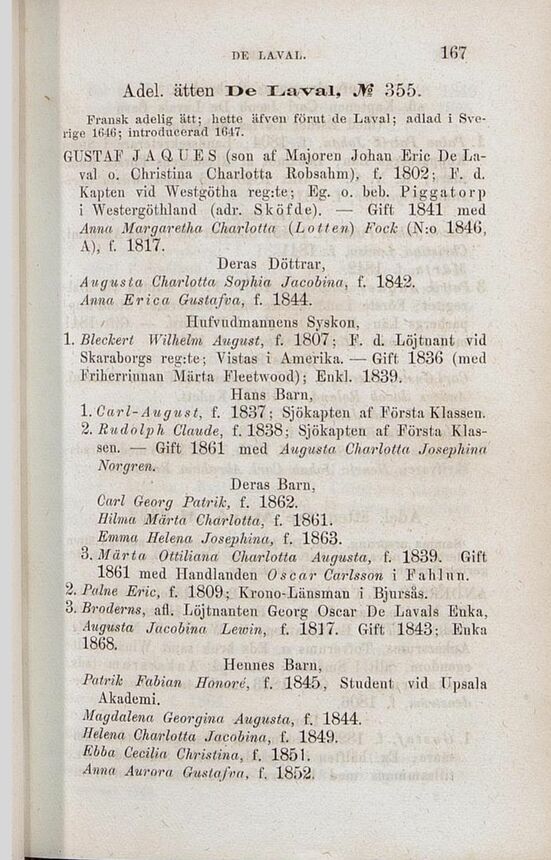 DE LAVAL. 167
Adel. ätten De Laval, № 355.
Fransk adelig ätt; hette äfven förut de Laval; adlad i Sve-
rige 1646; introducerad 1647.
GUSTAF JAQUES (son af Majoren Johan Eric De La-
val o. Christina Charlotta Robsahm), f. 1802; F. d.
Kapten vid Westgötha reg:te; Eg. o. beb. Piggatorp
i Westergöthland (adr. Sköfde). — Gift 1841 med
Anna Margaretha Charlotta (Lotten) Fock (N:o 1846,
A), f. 1817.
Deras Döttrar,
Augusta Charlotta Sophia Jacobina, f. 1842.
Anna Erica Gustafva, f. 1844.
Hufvudmannens Syskon,
1. Bleckert Wilhelm August, f. 1807; F. d. Löjtnant vid
Skaraborgs reg:te; Vistas i Amerika. — Gift 1836 (med
Friherrinnan Märta Fleetwood); Enkl. 1839.
Hans Barn,
1. Carl-August, f. 1837; Sjökapten af Första Klassen.
2. Rudolph Claude, f. 1838; Sjökapten af Första Klas-
sen. — Gift 1861 med Augusta Charlotta Josephina
Norgren.
Deras Barn,
Carl Georg Patrik, f. 1862.
Hilma Märta Charlotta, f. 1861.
Emma Helena Josephina, f. 1863.
3. Märta Ottiliana Charlotta Augusta, f. 1839. Gift
1861 med Handlanden Oscar Carlsson i Fahlun.
2. Palne Eric, f. 1809; Krono-Länsman i Bjursås.
3. Broderns, afl. Löjtnanten Georg Oscar De Lavals Enka,
Augusta Jacobina Lewin, f. 1817. Gift 1843; Enka
1868.
Hennes Barn,
Patrik Fabian Honoré, f. 1845, Student vid Upsala
Akademi.
Magdalena Georgina Augusta, f. 1844.
Helena Charlotta Jacobina, f. 1849.
Ebba Cecilia Christina, f. 1851.
Anna Aurora Gustafva, f. 1852.